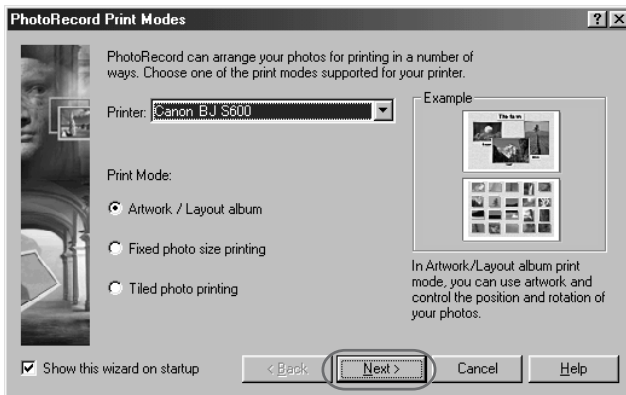 PhotoRecord Print Modes
PhotoRecord can arrange your photos for printing in a number of
ways. Choose one of the print modes supported for your printer.
Printer: Canon BJ S600
Example
The farm
Print Mode:
Artwork / Layout album
Fixed photo size printing
Tiled photo printing
In Artwork/Layout album print
mode, you can use artwork and
control the position and rotation of
your photos.
Show this wizard on startup
< Back
Next >
Cancel
Help